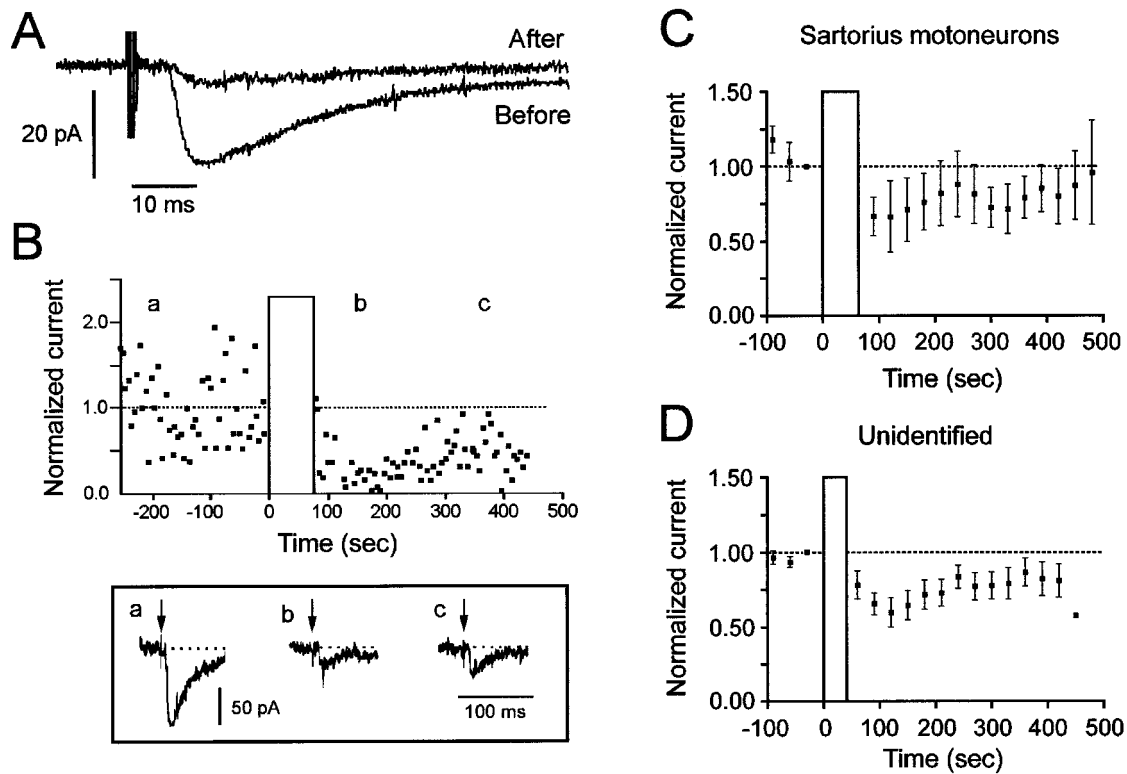 A
After
Before
20 pA
10 ms
B
Normalized current
2.0
1.0
0.0
a
b
c
-200
-100
0
100
200
300
400
500
Time (sec)
a
b
c
50 pA
100 ms
C
Sartorius motoneurons
Normalized current
1.50
1.00
0.50
0.00
-100
0
100
200
300
400
500
Time (sec)
D
Unidentified
Normalized current
1.50
1.00
0.50
0.00
-100
0
100
200
300
400
500
Time (sec)